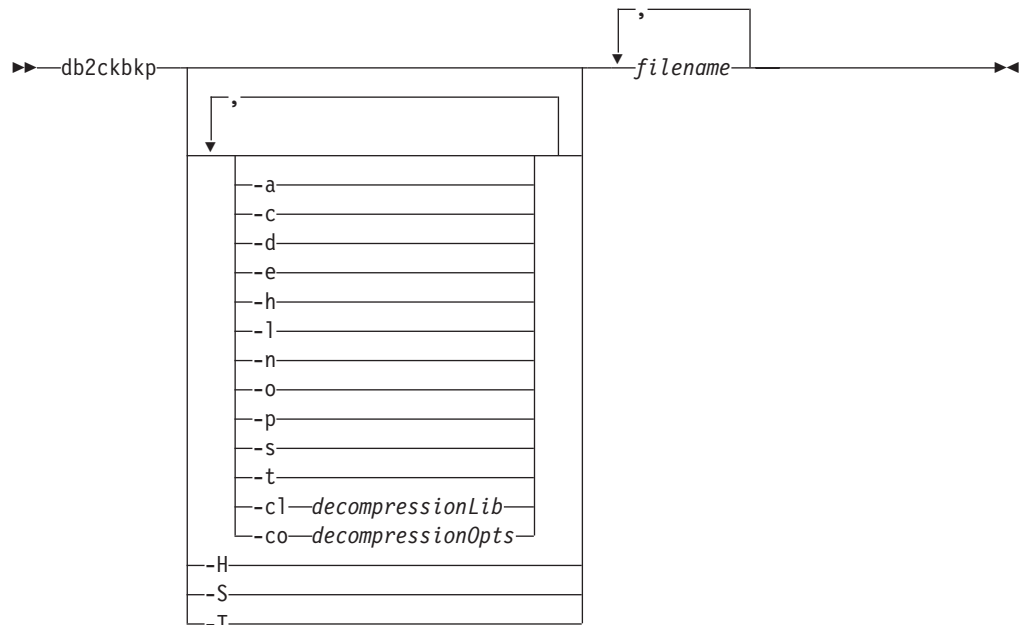 ,
►►—db2ckbkp filename ►◄
,
-a
-c
-d
-e
-h
-l
-n
-o
-p
-s
-t
-cl decompressionLib
-co decompressionOpts
-H
-S
-T